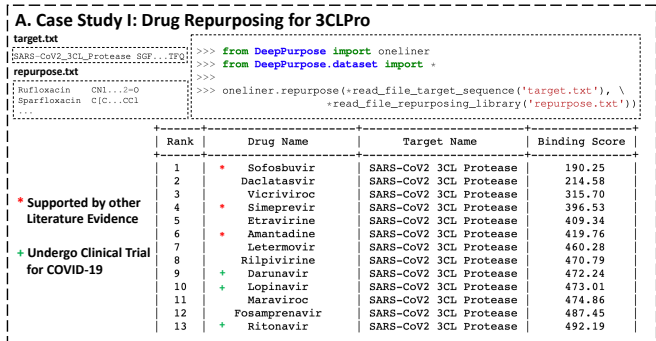 A. Case Study I: Drug Repurposing for 3CLPro
target.txt
SARS-CoV2_3CL_Protease SGF...TFQ
repurpose.txt
Rufloxacin CN1...2=O
Sparfloxacin C[C...CCl
...
>>> from DeepPurpose import oneliner
>>> from DeepPurpose.dataset import *
>>>
>>> oneliner.repurpose(*read_file_target_sequence('target.txt'), \
*read_file_repurposing_library('repurpose.txt'))
Rank | Drug Name | Target Name | Binding Score
1 | * Sofosbuvir | SARS-CoV2 3CL Protease | 190.25
2 | Daclatasvir | SARS-CoV2 3CL Protease | 214.58
3 | Vicriviroc | SARS-CoV2 3CL Protease | 315.70
4 | * Simeprevir | SARS-CoV2 3CL Protease | 396.53
5 | Etravirine | SARS-CoV2 3CL Protease | 409.34
6 | * Amantadine | SARS-CoV2 3CL Protease | 419.76
7 | Letermovir | SARS-CoV2 3CL Protease | 460.28
8 | Rilpivirine | SARS-CoV2 3CL Protease | 470.79
9 | + Darunavir | SARS-CoV2 3CL Protease | 472.24
10 | + Lopinavir | SARS-CoV2 3CL Protease | 473.01
11 | Maraviroc | SARS-CoV2 3CL Protease | 474.86
12 | Fosamprenavir | SARS-CoV2 3CL Protease | 487.45
13 | + Ritonavir | SARS-CoV2 3CL Protease | 492.19
* Supported by other
Literature Evidence
+ Undergo Clinical Trial
for COVID-19